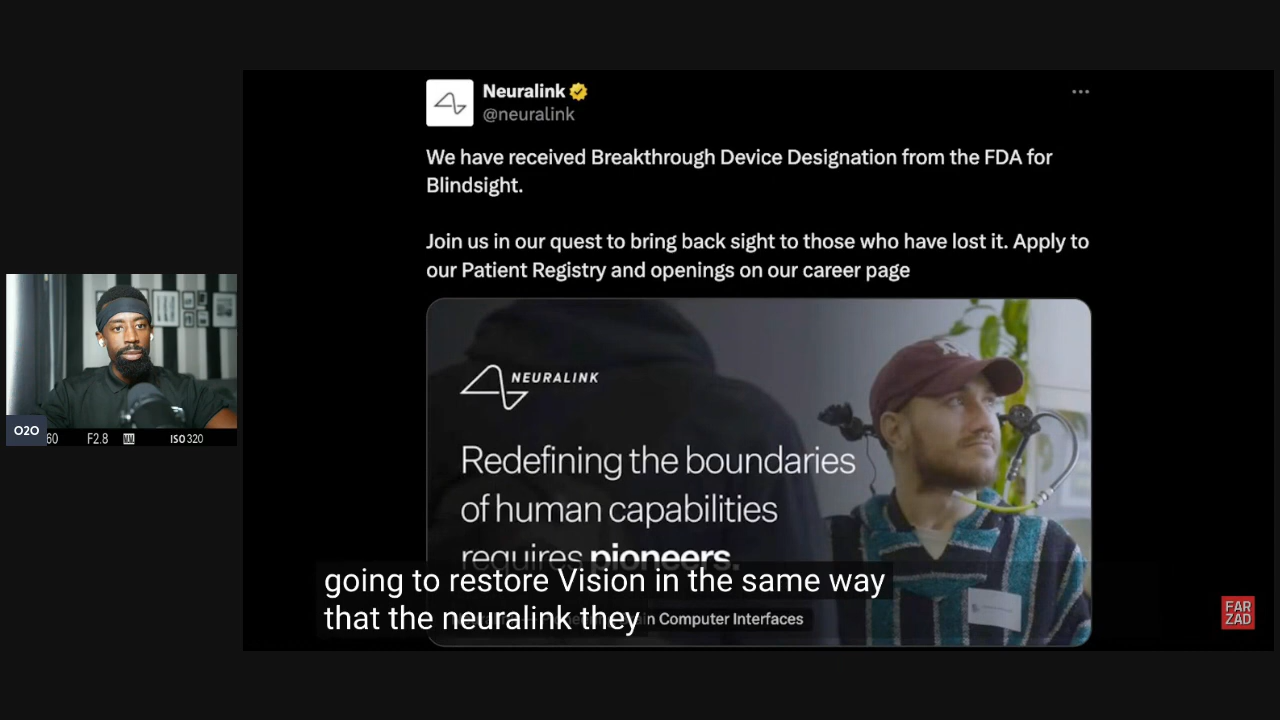 Neuralink
@neuralink
We have received Breakthrough Device Designation from the FDA for
Blindsight.
Join us in our quest to bring back sight to those who have lost it. Apply to
our Patient Registry and openings on our career page
NEURALINK
Redefining the boundaries
of human capabilities
requires pioneers.
going to restore Vision in the same way
that the neuralink they
Computer Interfaces
O2O
60 F2.8 ISO 320
FAR
ZAD